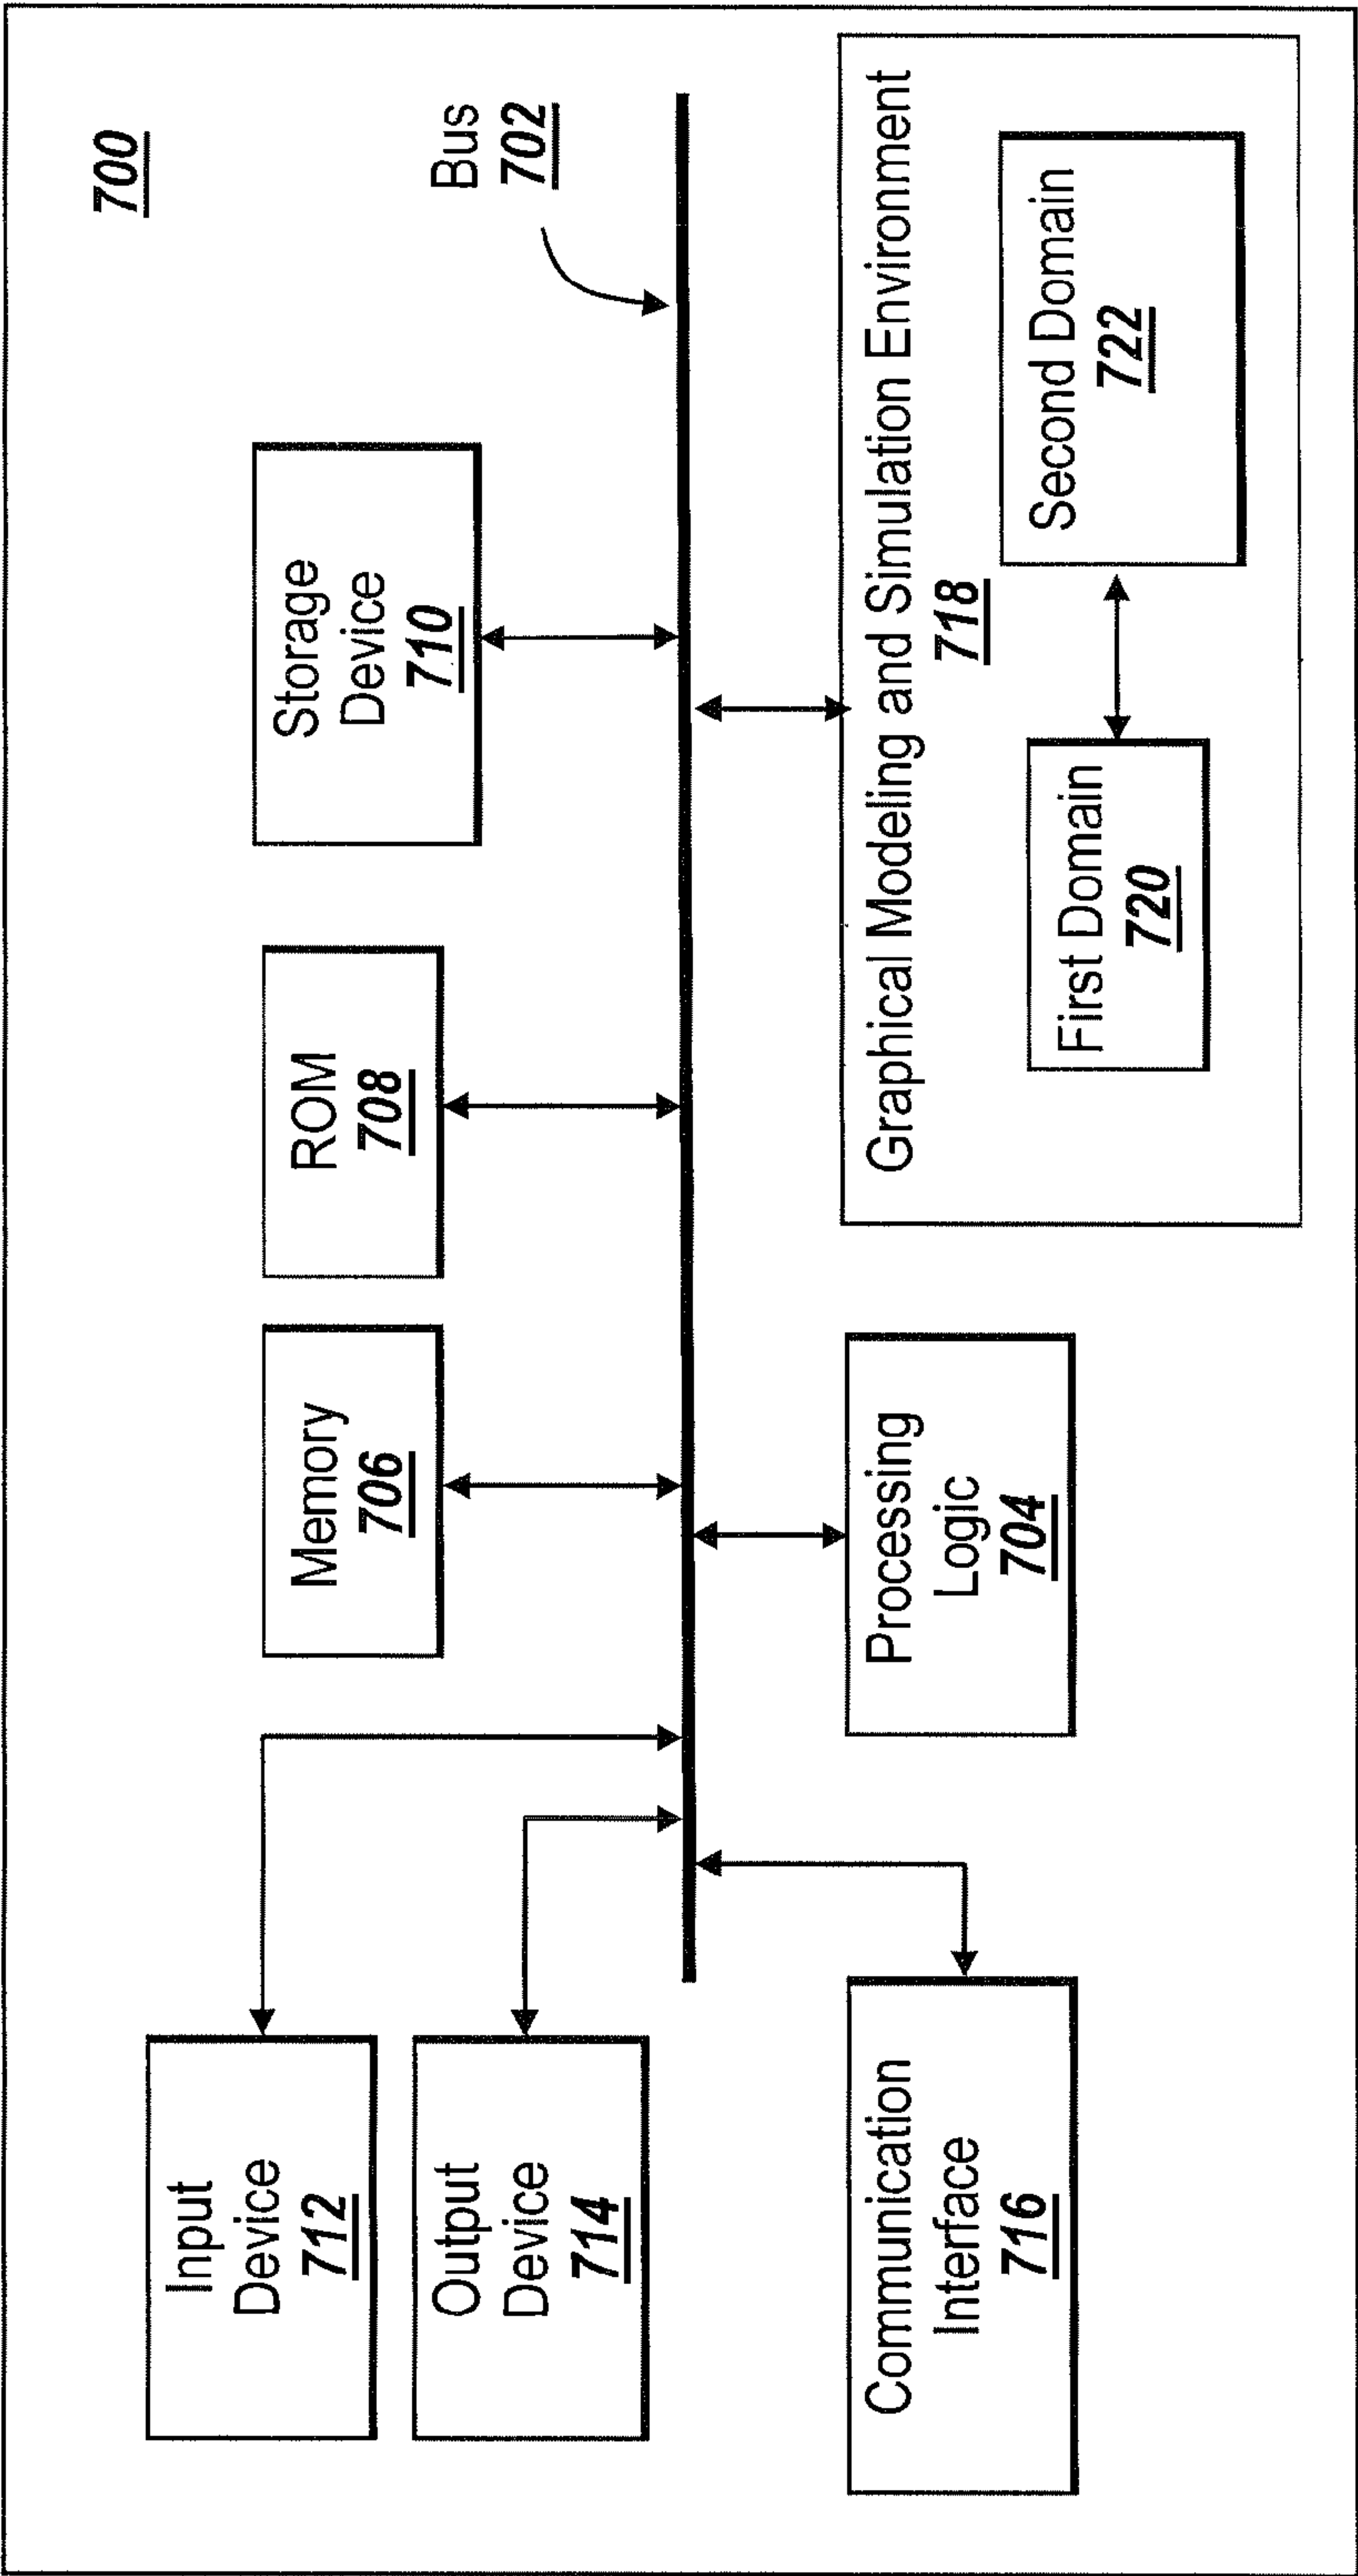 700
Bus
702
Storage
Device
710
ROM
708
Memory
706
Input
Device
712
Output
Device
714
Communication
Interface
716
Processing
Logic
704
Graphical Modeling and Simulation Environment
718
First Domain
720
Second Domain
722